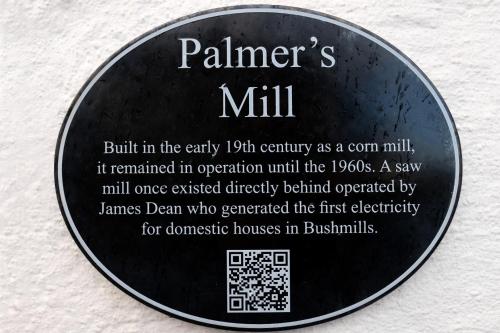 Palmer's
Mill
Built in the early 19th century as a corn mill,
it remained in operation until the 1960s. A saw
mill once existed directly behind operated by
James Dean who generated the first electricity
for domestic houses in Bushmills.